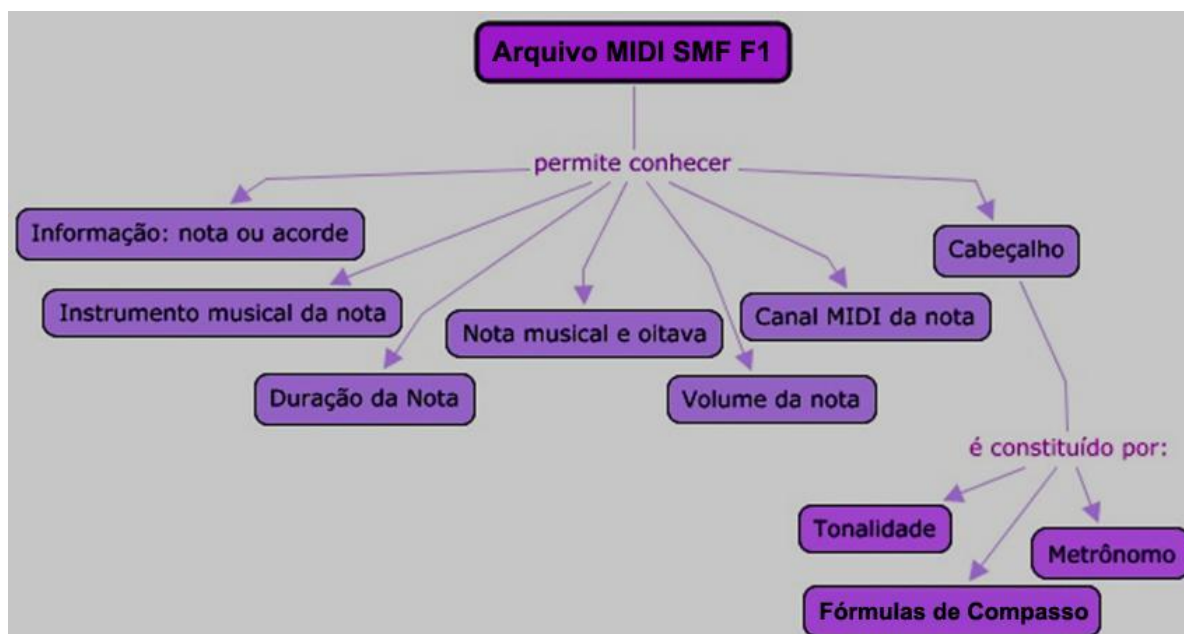 Arquivo MIDI SMF F1
permite conhecer
Informação: nota ou acorde
Cabeçalho
Instrumento musical da nota
Nota musical e oitava
Canal MIDI da nota
Duração da Nota
Volume da nota
é constituído por:
Tonalidade
Metrônomo
Fórmulas de Compasso